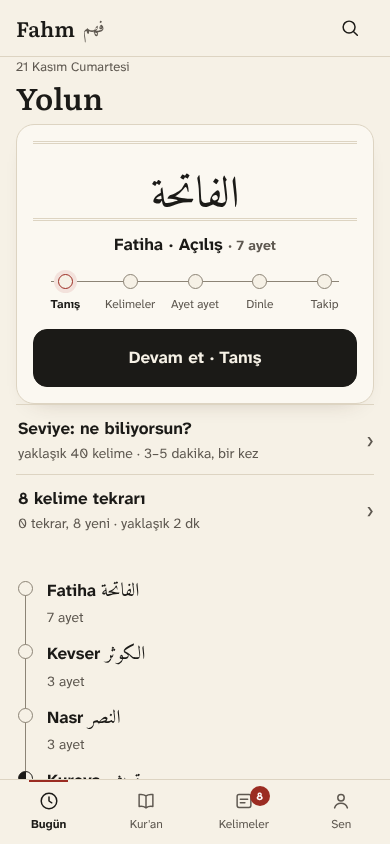 Fahm فهم
21 Kasım Cumartesi
Yolun
الفاتحة
Fatiha · Açılış · 7 ayet
Tanış Kelimeler Ayet ayet Dinle Takip
Devam et · Tanış
Seviye: ne biliyorsun?
yaklaşık 40 kelime · 3–5 dakika, bir kez
8 kelime tekrarı
0 tekrar, 8 yeni · yaklaşık 2 dk
Fatiha الفاتحة
7 ayet
Kevser الكوثر
3 ayet
Nasr النصر
3 ayet
8
Bugün Kur'an Kelimeler Sen